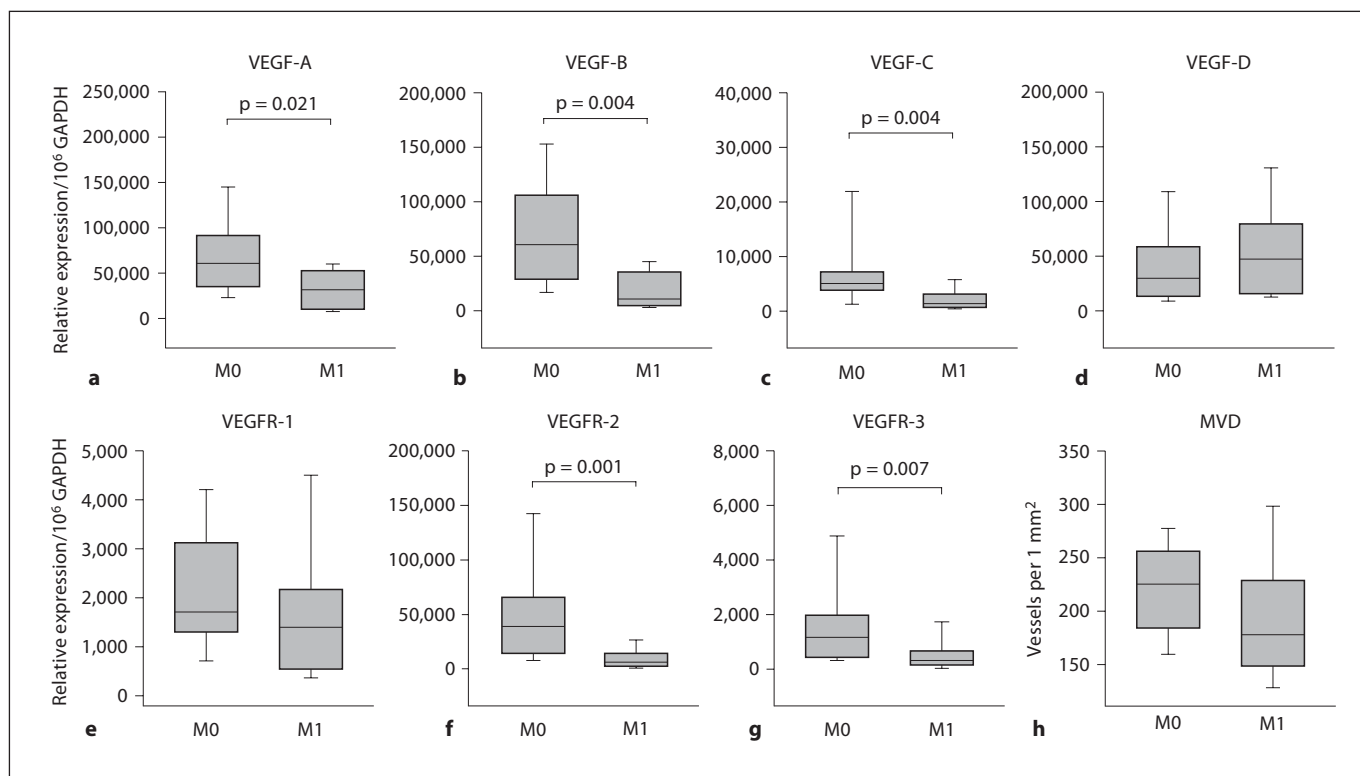 VEGF-A
VEGF-B
VEGF-C
VEGF-D
Relative expression/10⁶ GAPDH
250,000
200,000
150,000
100,000
50,000
0
p = 0.021
M0
M1
a
200,000
150,000
100,000
50,000
0
p = 0.004
M0
M1
b
40,000
30,000
20,000
10,000
0
p = 0.004
M0
M1
c
200,000
150,000
100,000
50,000
0
M0
M1
d
VEGFR-1
VEGFR-2
VEGFR-3
MVD
Relative expression/10⁶ GAPDH
5,000
4,000
3,000
2,000
1,000
0
M0
M1
e
200,000
150,000
100,000
50,000
0
p = 0.001
M0
M1
f
8,000
6,000
4,000
2,000
0
p = 0.007
M0
M1
g
Vessels per 1 mm²
350
300
250
200
150
M0
M1
h